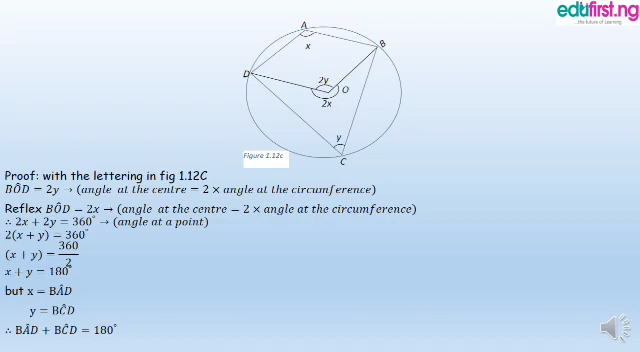 edufirst.ng
...the future of Learning
A
B
x
D
2y
O
2x
y
C
Figure 1.12c
Proof: with the lettering in fig 1.12C
BÔD = 2y → (angle at the centre = 2 × angle at the circumference)
Reflex BÔD − 2x → (angle at the centre − 2 × angle at the circumference)
∴ 2x + 2y = 360° → (angle at a point)
2(x + y) = 360°
(x + y) = 360/2
x + y = 180°
but x = BÂD
y = BĈD
∴ BÂD + BĈD = 180°